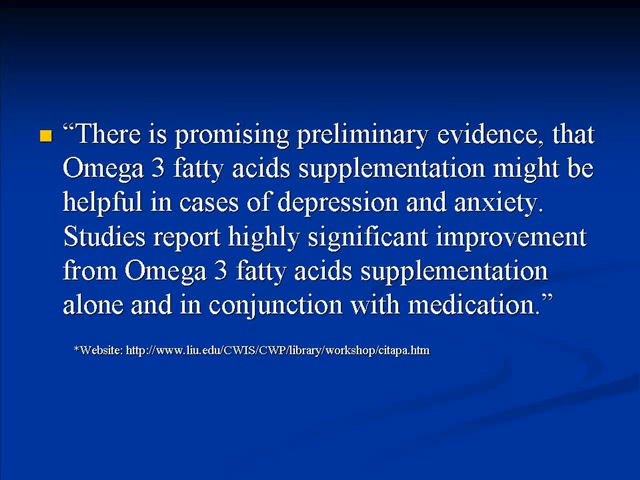 “There is promising preliminary evidence, that
Omega 3 fatty acids supplementation might be
helpful in cases of depression and anxiety.
Studies report highly significant improvement
from Omega 3 fatty acids supplementation
alone and in conjunction with medication.”
*Website: http://www.liu.edu/CWIS/CWP/library/workshop/citapa.htm